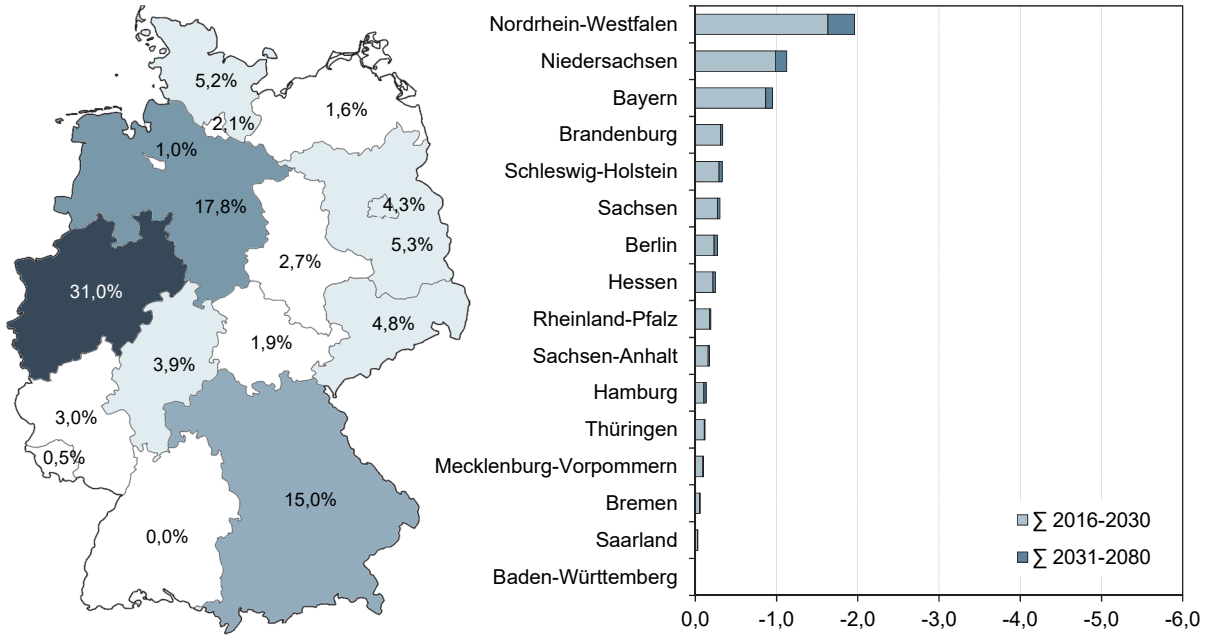 5,2%
2,1%
1,6%
1,0%
17,8%
4,3%
5,3%
2,7%
31,0%
4,8%
1,9%
3,9%
3,0%
0,5%
15,0%
0,0%
Nordrhein-Westfalen
Niedersachsen
Bayern
Brandenburg
Schleswig-Holstein
Sachsen
Berlin
Hessen
Rheinland-Pfalz
Sachsen-Anhalt
Hamburg
Thüringen
Mecklenburg-Vorpommern
Bremen
Saarland
Baden-Württemberg
∑ 2016-2030
∑ 2031-2080
0,0 -1,0 -2,0 -3,0 -4,0 -5,0 -6,0